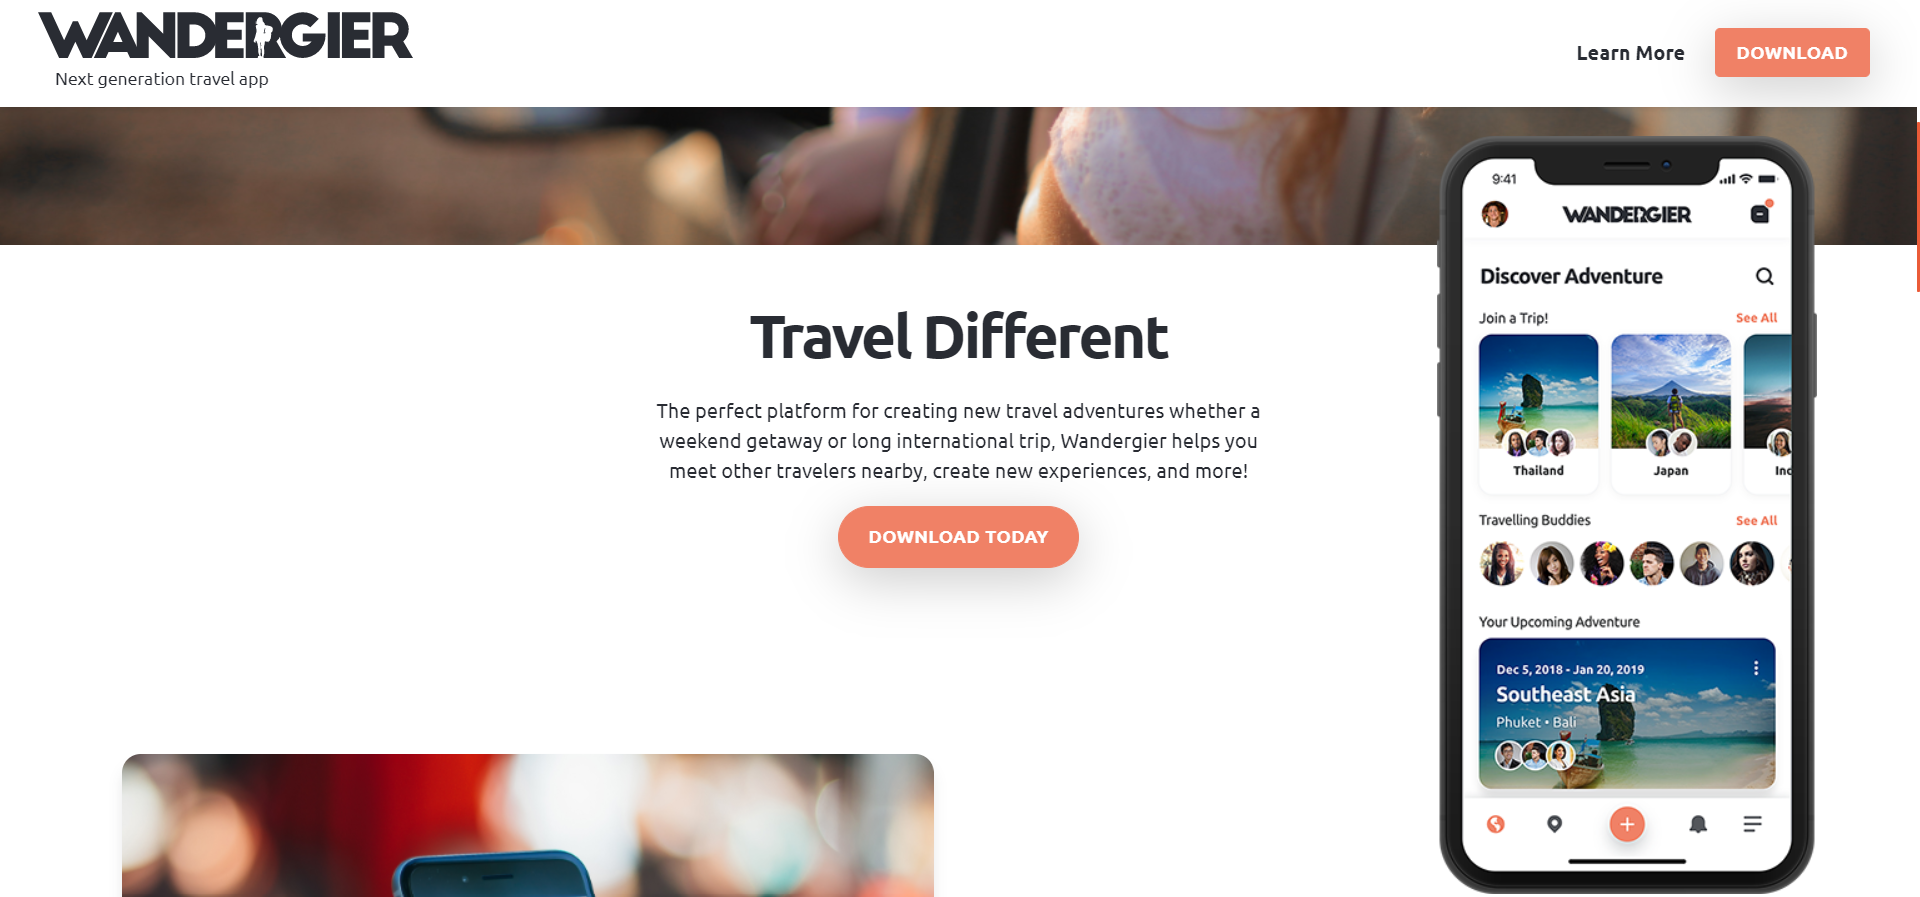 WANDERGIER
Next generation travel app
Learn More
DOWNLOAD
Travel Different
The perfect platform for creating new travel adventures whether a
weekend getaway or long international trip, Wandergier helps you
meet other travelers nearby, create new experiences, and more!
DOWNLOAD TODAY
9:41
WANDERGIER
Discover Adventure
Join a Trip!
See All
Thailand
Japan
Travelling Buddies
See All
Your Upcoming Adventure
Dec 5, 2018 - Jan 20, 2019
Southeast Asia
Phuket • Bali